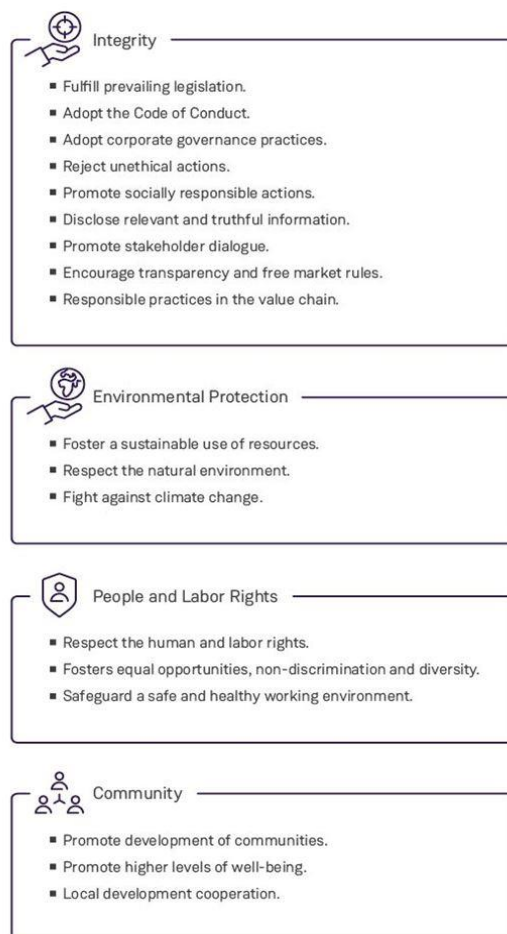 Integrity
▪ Fulfill prevailing legislation.
▪ Adopt the Code of Conduct.
▪ Adopt corporate governance practices.
▪ Reject unethical actions.
▪ Promote socially responsible actions.
▪ Disclose relevant and truthful information.
▪ Promote stakeholder dialogue.
▪ Encourage transparency and free market rules.
▪ Responsible practices in the value chain.
Environmental Protection
▪ Foster a sustainable use of resources.
▪ Respect the natural environment.
▪ Fight against climate change.
People and Labor Rights
▪ Respect the human and labor rights.
▪ Fosters equal opportunities, non-discrimination and diversity.
▪ Safeguard a safe and healthy working environment.
Community
▪ Promote development of communities.
▪ Promote higher levels of well-being.
▪ Local development cooperation.